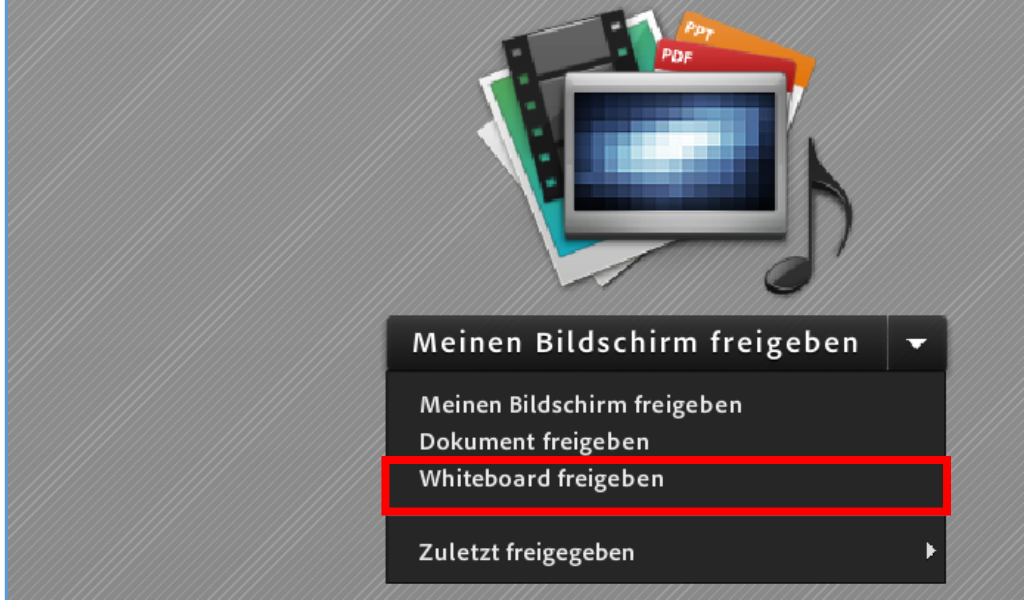 PPT
PDF
Meinen Bildschirm freigeben
Meinen Bildschirm freigeben
Dokument freigeben
Whiteboard freigeben
Zuletzt freigegeben